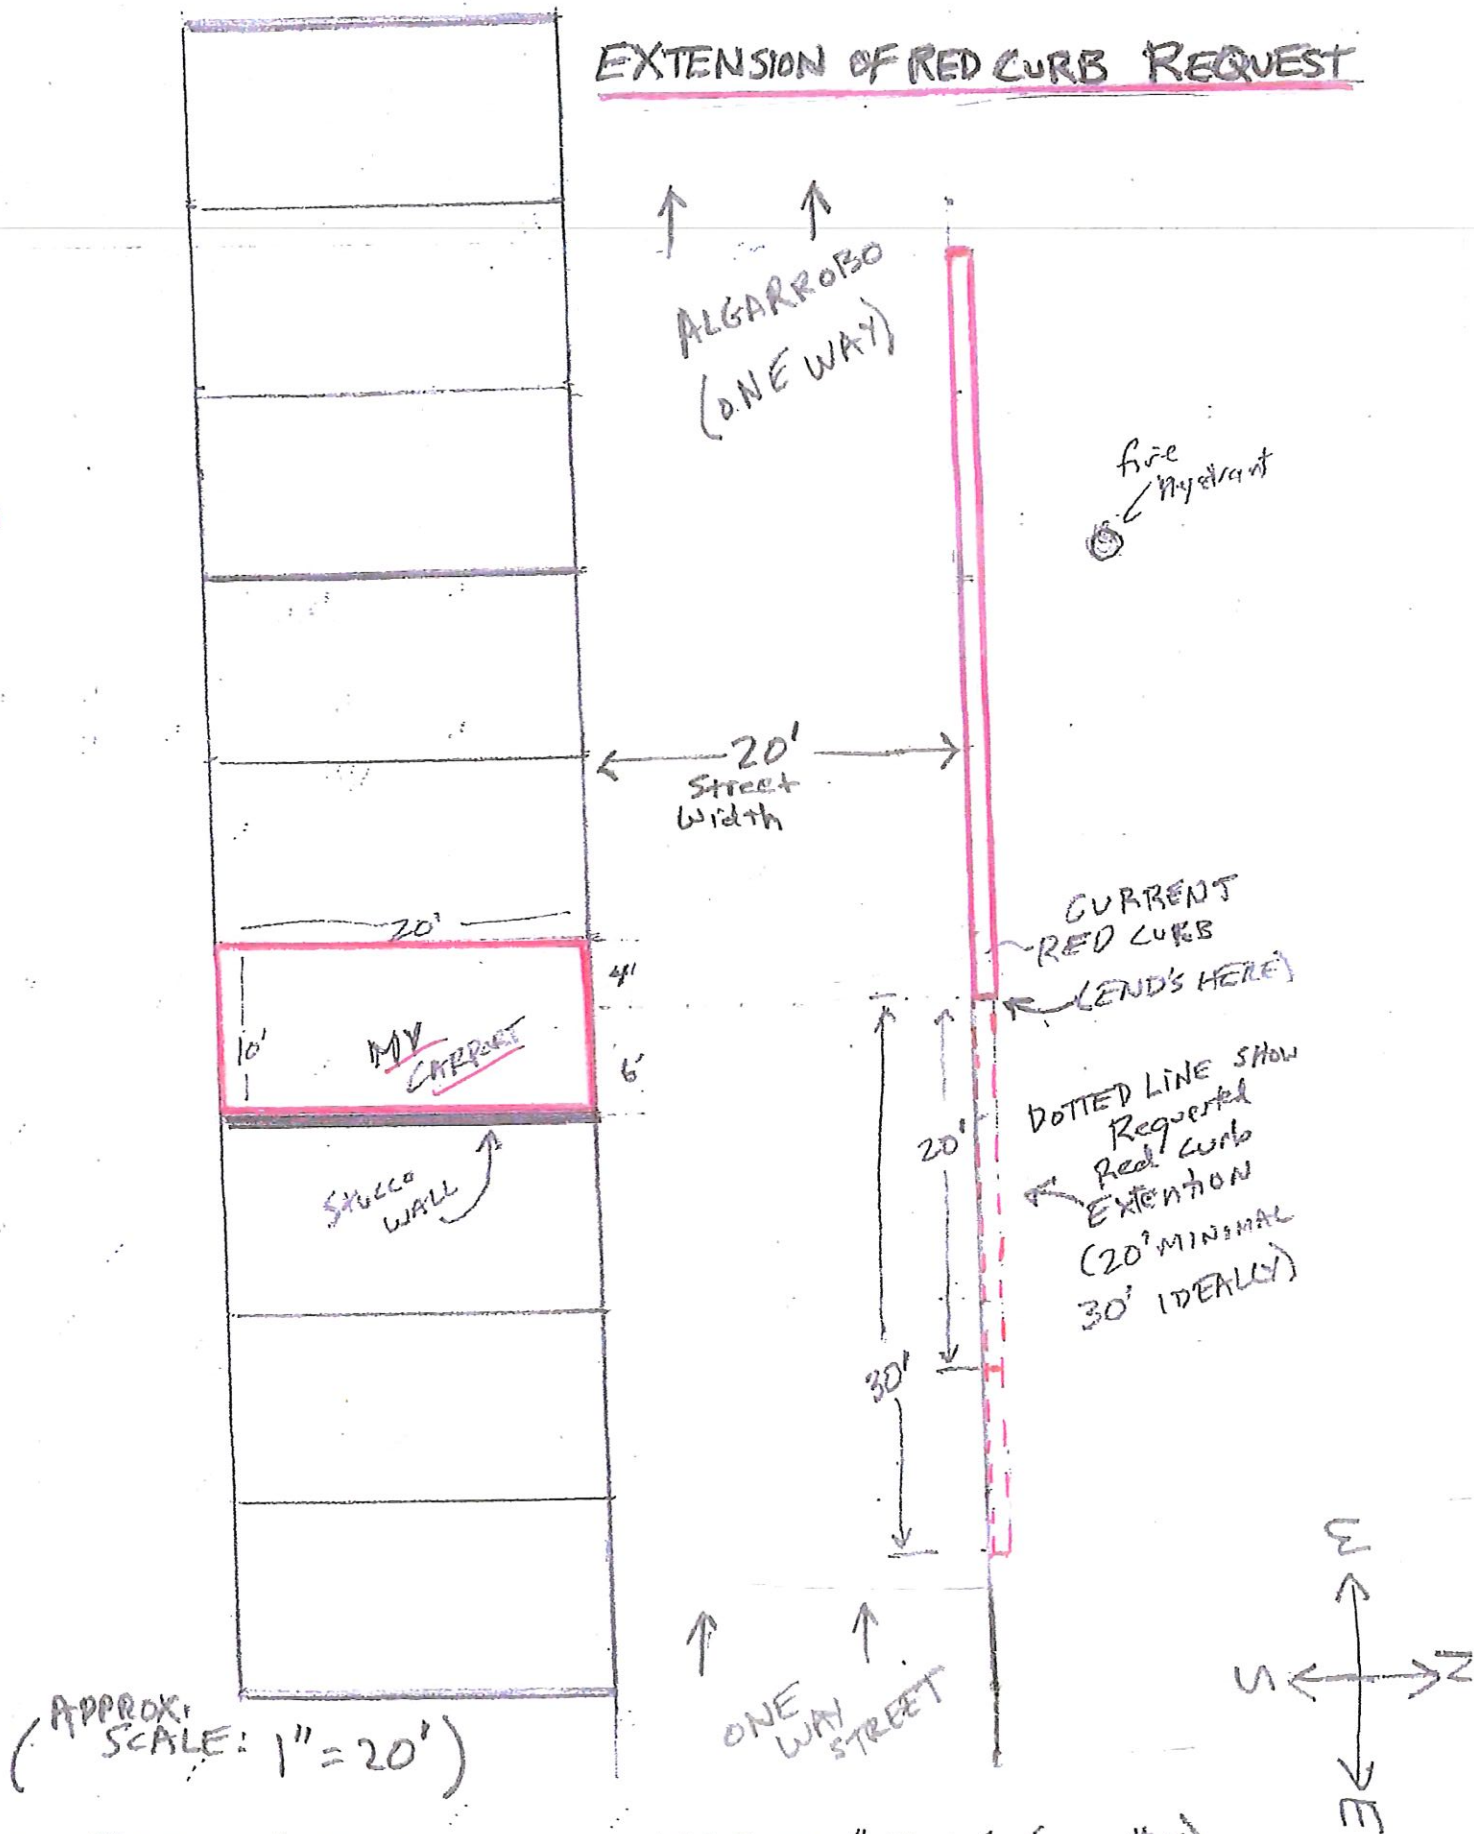 EXTENSION OF RED CURB REQUEST
ALGARROBO
(ONE WAY)
fire
hydrant
20'
Street
Width
CURRENT
RED CURB
(END'S HERE)
20'
4'
10'
MY
CARPORT
6'
STUCCO
WALL
DOTTED LINE SHOW
Requested
Red Curb
EXTENTION
(20' MINIMAL
30' IDEALLY)
20'
30'
ONE
WAY
STREET
W
S
N
E
(APPROX.
SCALE: 1" = 20')